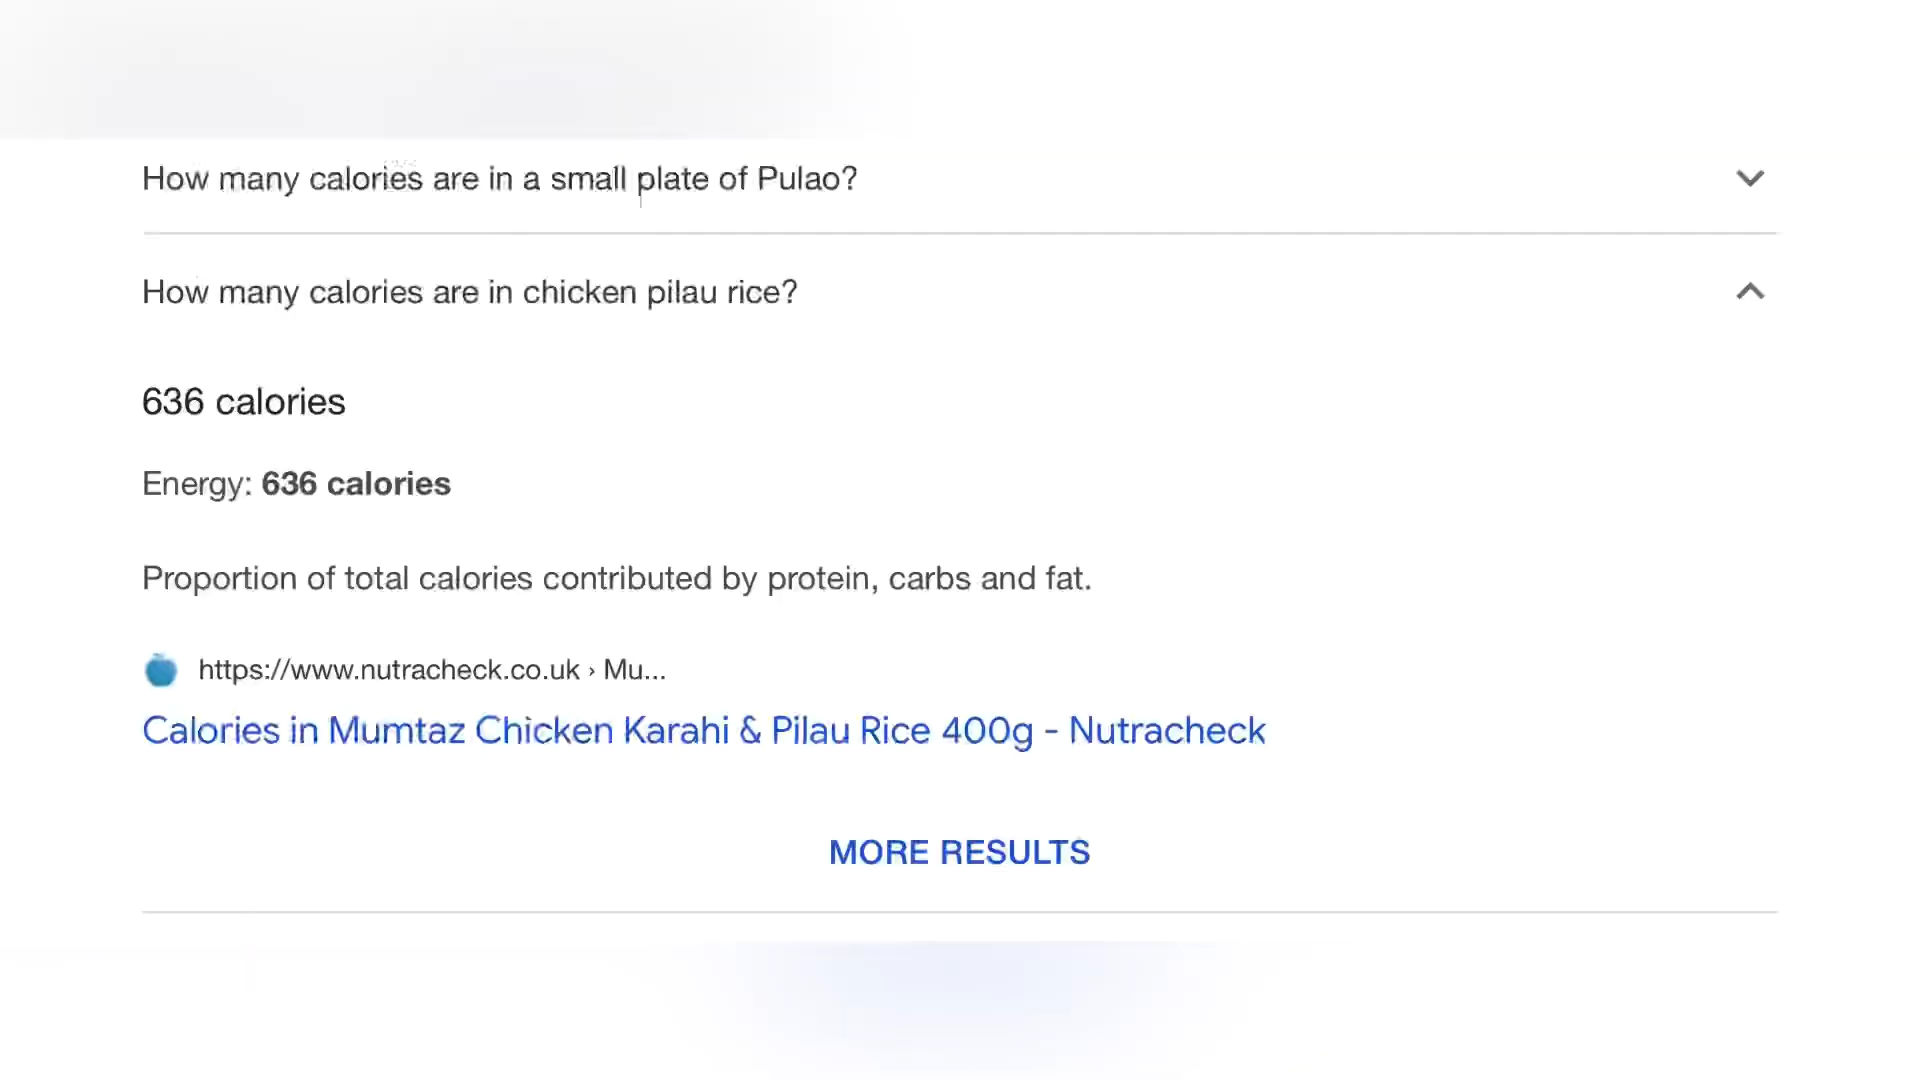 How many calories are in a small plate of Pulao?
How many calories are in chicken pilau rice?
636 calories
Energy: 636 calories
Proportion of total calories contributed by protein, carbs and fat.
https://www.nutracheck.co.uk › Mu...
Calories in Mumtaz Chicken Karahi & Pilau Rice 400g - Nutracheck
MORE RESULTS